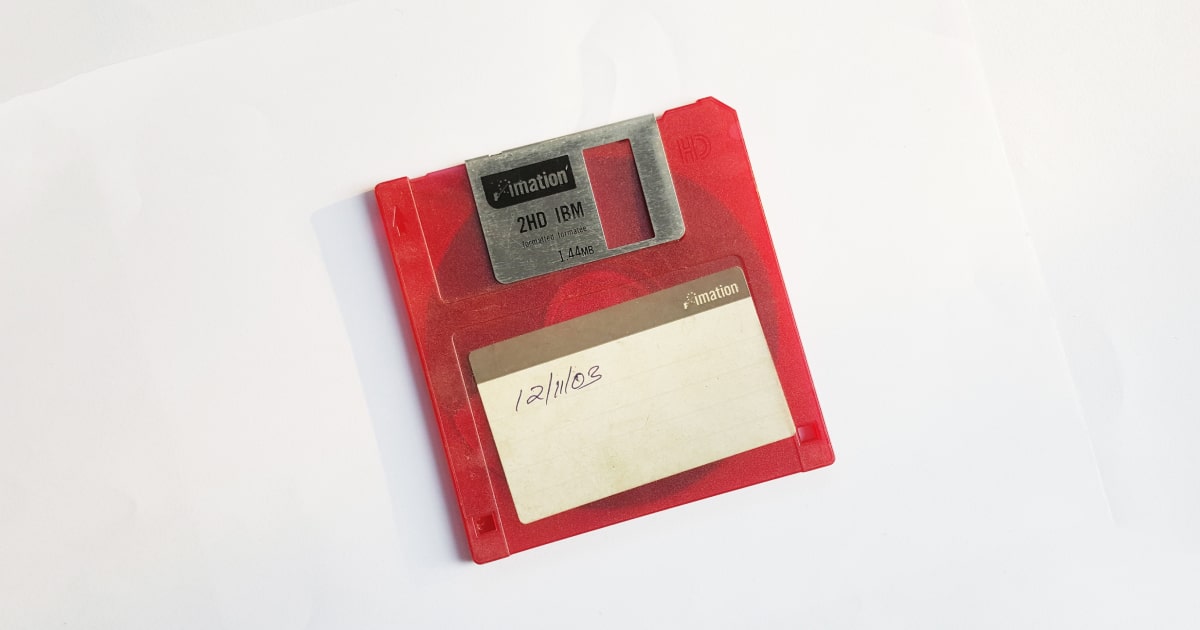 HD
imation
2HD IBM
formatted formatée
1.44MB
imation
12/11/03